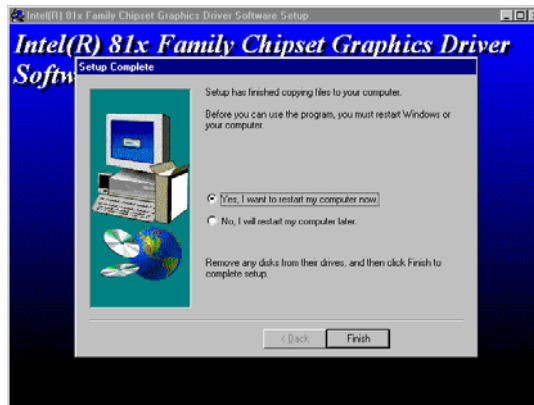 Intel(R) 81x Family Chipset Graphics Driver Software Setup
Intel(R) 81x Family Chipset Graphics Driver
Softw
Setup Complete
Setup has finished copying files to your computer.
Before you can use the program, you must restart Windows or
your computer.
Yes, I want to restart my computer now.
No, I will restart my computer later.
Remove any disks from their drives, and then click Finish to
complete setup.
< Back
Finish